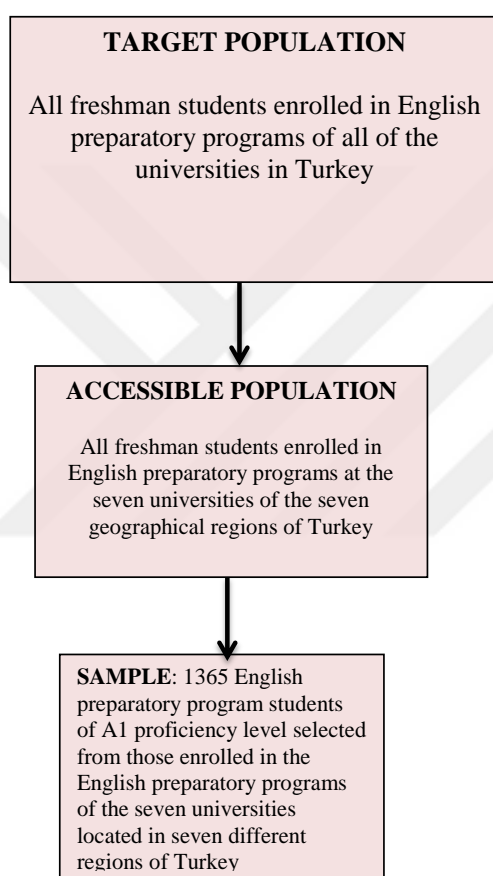 TARGET POPULATION
All freshman students enrolled in English
preparatory programs of all of the
universities in Turkey
ACCESSIBLE POPULATION
All freshman students enrolled in
English preparatory programs at the
seven universities of the seven
geographical regions of Turkey
SAMPLE: 1365 English
preparatory program students
of A1 proficiency level selected
from those enrolled in the
English preparatory programs
of the seven universities
located in seven different
regions of Turkey